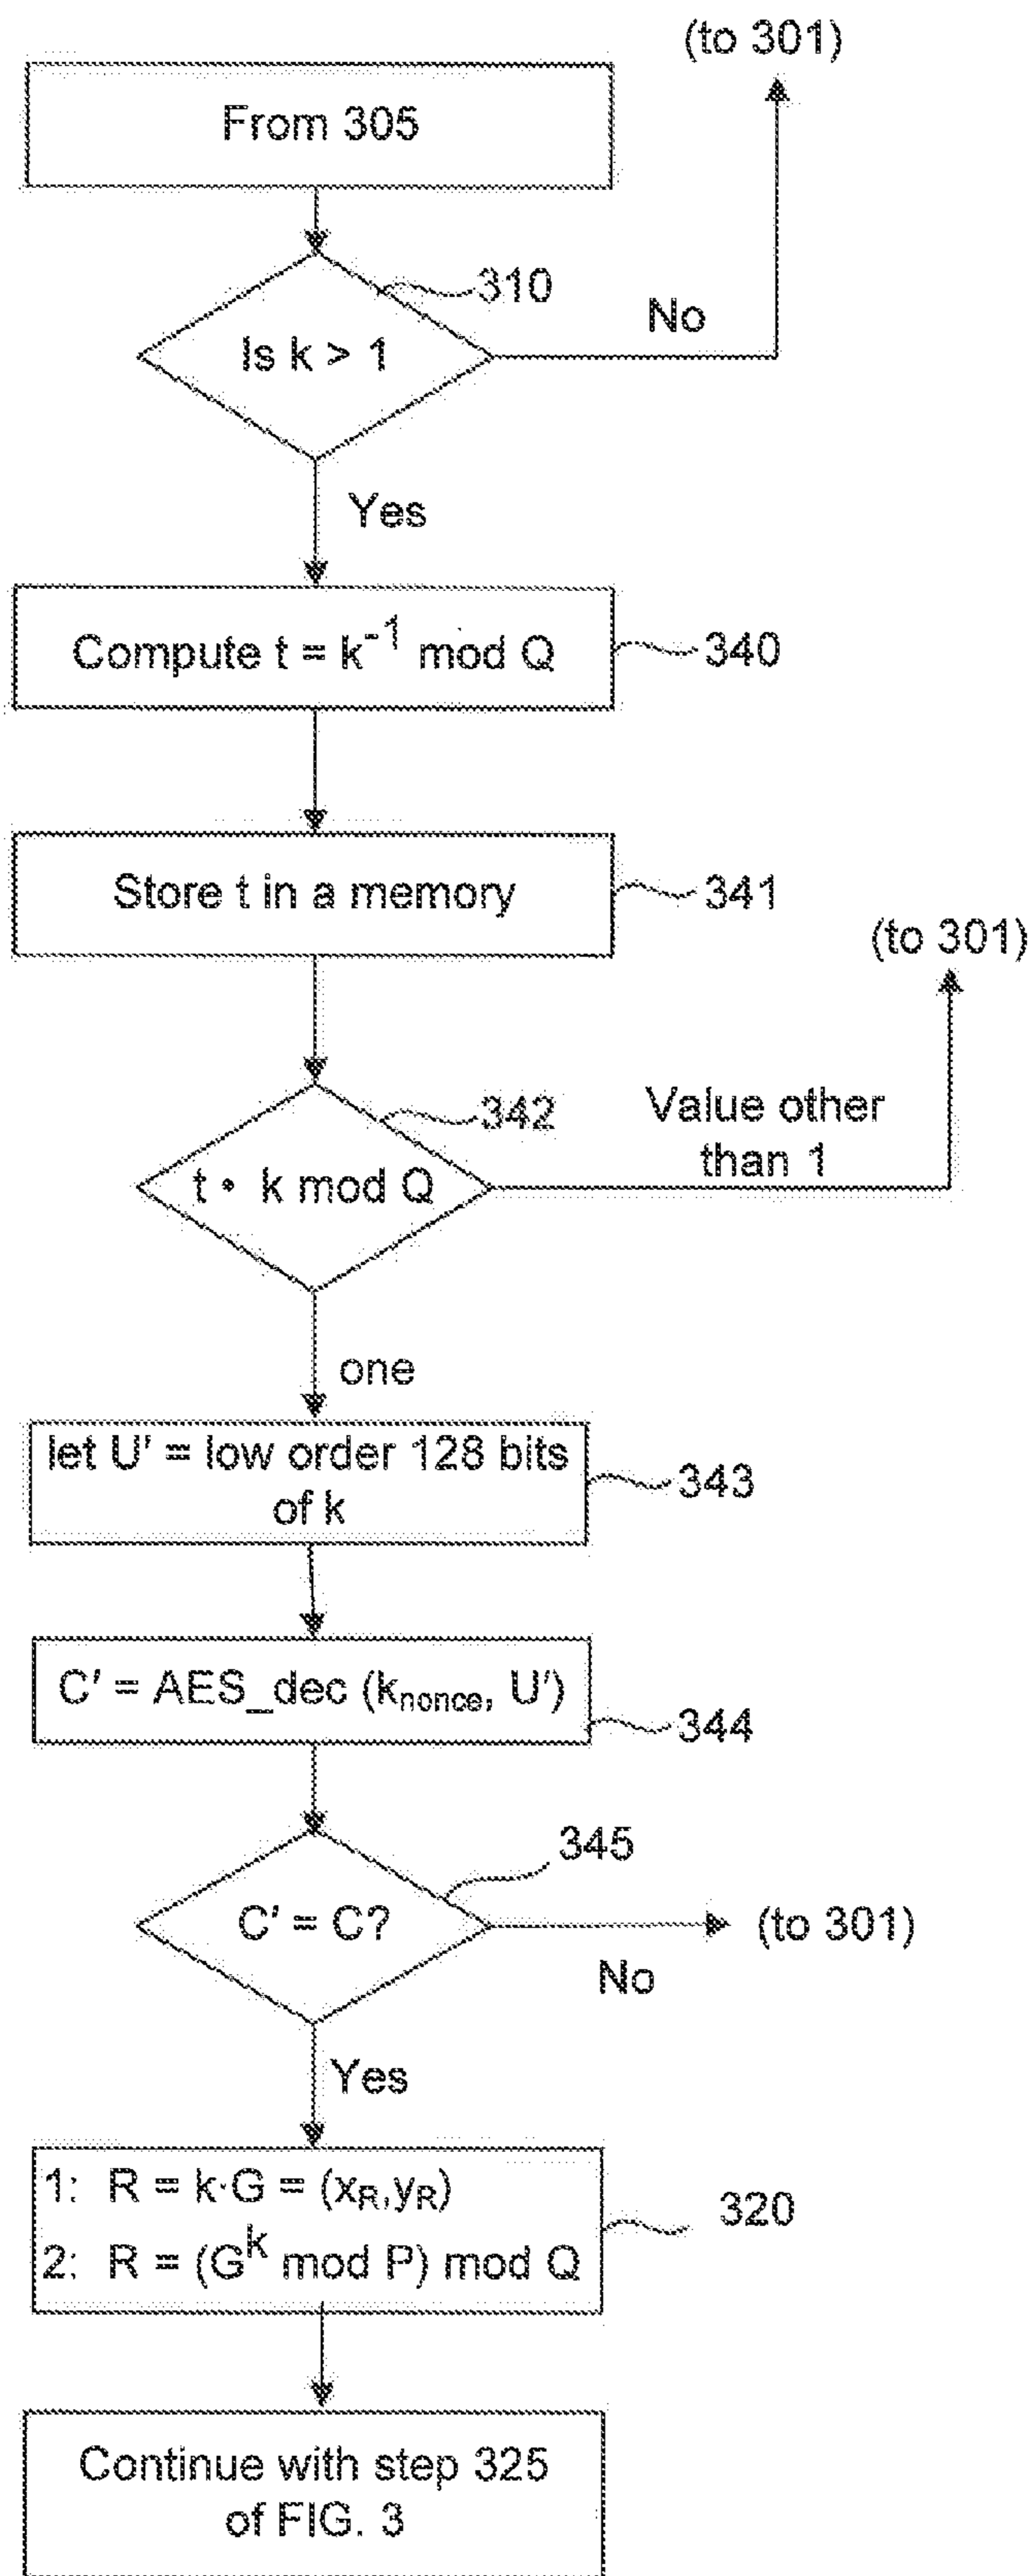 (to 301)
From 305
310
No
Is k > 1
Yes
Compute t = k⁻¹ mod Q
340
Store t in a memory
341
(to 301)
342
Value other
than 1
t • k mod Q
one
let U' = low order 128 bits
of k
343
C' = AES_dec (kₙₒₙcₑ, U')
344
345
C' = C?
(to 301)
No
Yes
1: R = k·G = (x_R,y_R)
2: R = (G^k mod P) mod Q
320
Continue with step 325
of FIG. 3